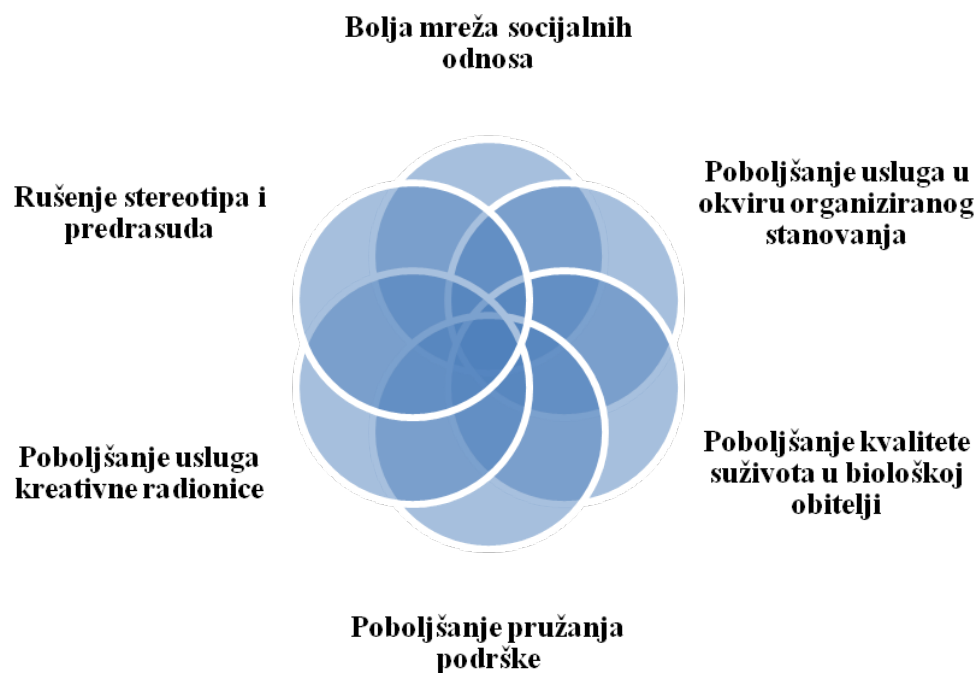 Bolja mreža socijalnih
odnosa
Poboljšanje usluga u
okviru organiziranog
stanovanja
Poboljšanje kvalitete
suživota u biološkoj
obitelji
Poboljšanje pružanja
podrške
Poboljšanje usluga
kreativne radionice
Rušenje stereotipa i
predrasuda